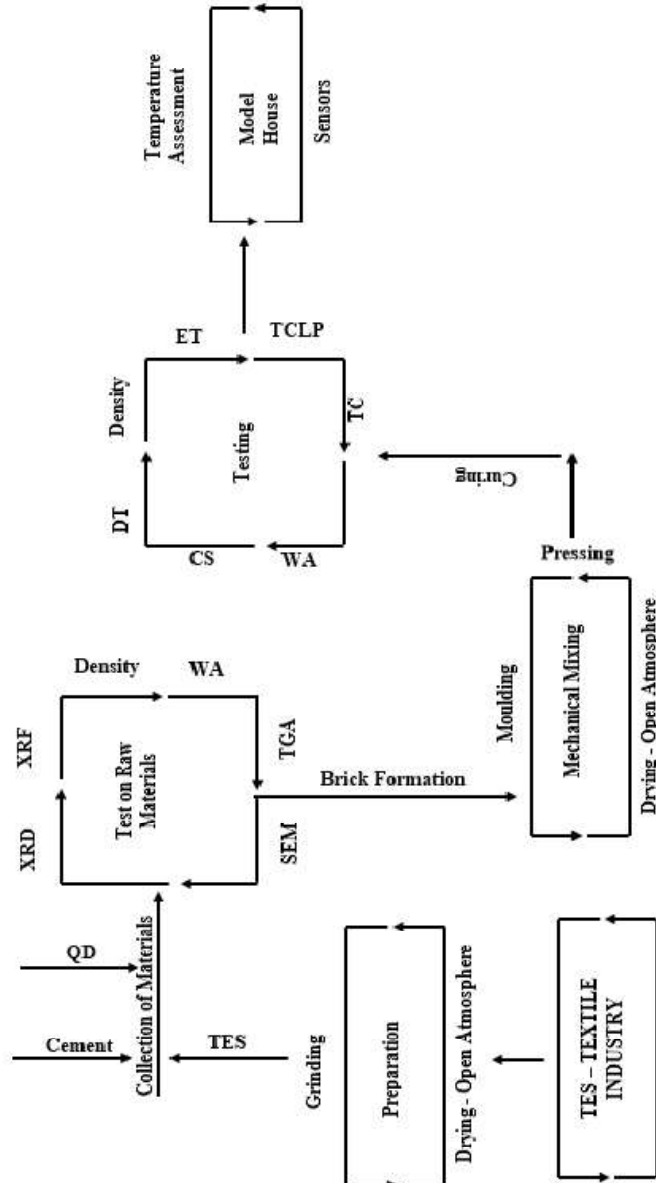 Temperature
Assessment
Model
House
Sensors
ET
TCLP
Density
Testing
TC
DT
CS
WA
Curing
Pressing
Density
WA
XRF
Test on Raw
Materials
TGA
XRD
SEM
Brick Formation
Moulding
Mechanical Mixing
Drying - Open Atmosphere
QD
Cement
Collection of Materials
TES
Grinding
Preparation
Drying - Open Atmosphere
TES – TEXTILE
INDUSTRY